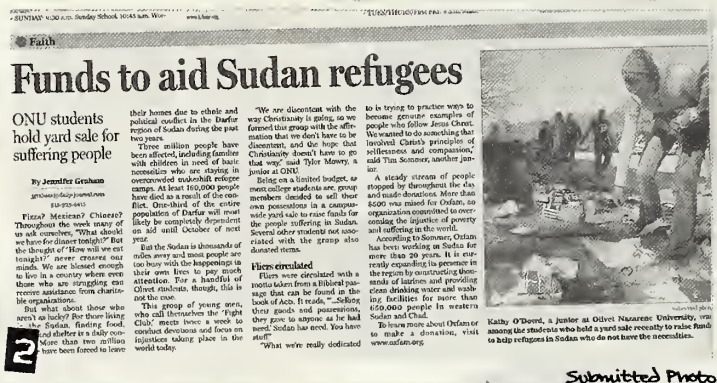 SUNDAY 9:30 a.m. Sunday School, 10:45 a.m. Wor-
Faith
Funds to aid Sudan refugees
ONU students
hold yard sale for
suffering people
By Jennifer Graham
Pizza? Mexican? Chinese?
Throughout the week many of
us ask ourselves, "What should
we have for dinner tonight?" But
the thought of "How will we eat
tonight?" never crosses our
minds. We are blessed enough
to live in a country where even
those who are struggling can
receive assistance from charita-
ble organizations.
But what about those who
aren't so lucky? For those living
the Sudan, finding food,
and shelter is a daily con-
More than two million
have been forced to leave
their homes due to ethnic and
political conflict in the Darfur
region of Sudan during the past
two years.
Three million people have
been affected, including families
with children in need of basic
necessities who are staying in
overcrowded makeshift refugee
camps. At least 180,000 people
have died as a result of the con-
flict. One-third of the entire
population of Darfur will most
likely be completely dependent
on aid until October of next
year.
But the Sudan is thousands of
miles away and most people are
too busy with the happenings in
their own lives to pay much
attention. For a handful of
Olivet students, though, this is
not the case.
This group of young men,
who call themselves the 'Fight
Club' meets twice a week to
conduct devotions and focus on
injustices taking place in the
world today.
"We are discontent with the
way Christianity is going, so we
formed this group with the affir-
mation that we don't have to be
discontent, and the hope that
Christianity doesn't have to go
that way," said Tyler Mowry, a
junior at ONU.
Being on a limited budget, as
most college students are, group
members decided to sell their
own possessions in a campus-
wide yard sale to raise funds for
the people suffering in Sudan.
Several other students not asso-
ciated with the group also
donated items.
Fliers circulated
Fliers were circulated with a
motto taken from a Biblical pas-
sage that can be found in the
book of Acts. It reads, "...Selling
their goods and possessions,
they gave to anyone as he had
need.' Sudan has need. You have
stuff"
"What we're really dedicated
to is trying to practice ways to
become genuine examples of
people who follow Jesus Christ.
We wanted to do something that
involved Christ's principles of
selflessness and compassion,"
said Tim Sommer, another jun-
ior.
A steady stream of people
stopped by throughout the day
and made donations. More than
$500 was raised for Oxfam, an
organization committed to over-
coming the injustice of poverty
and suffering in the world.
According to Sommer, Oxfam
has been working in Sudan for
more than 20 years. It is cur-
rently expanding its presence in
the region by constructing thou-
sands of latrines and providing
clean drinking water and wash-
ing facilities for more than
650,000 people in western
Sudan and Chad.
To learn more about Oxfam or
to make a donation, visit
www.oxfam.org.
Kathy O'Dowd, a junior at Olivet Nazarene University, was
among the students who held a yard sale recently to raise funds
to help refugees in Sudan who do not have the necessities.
2
Submitted Photo